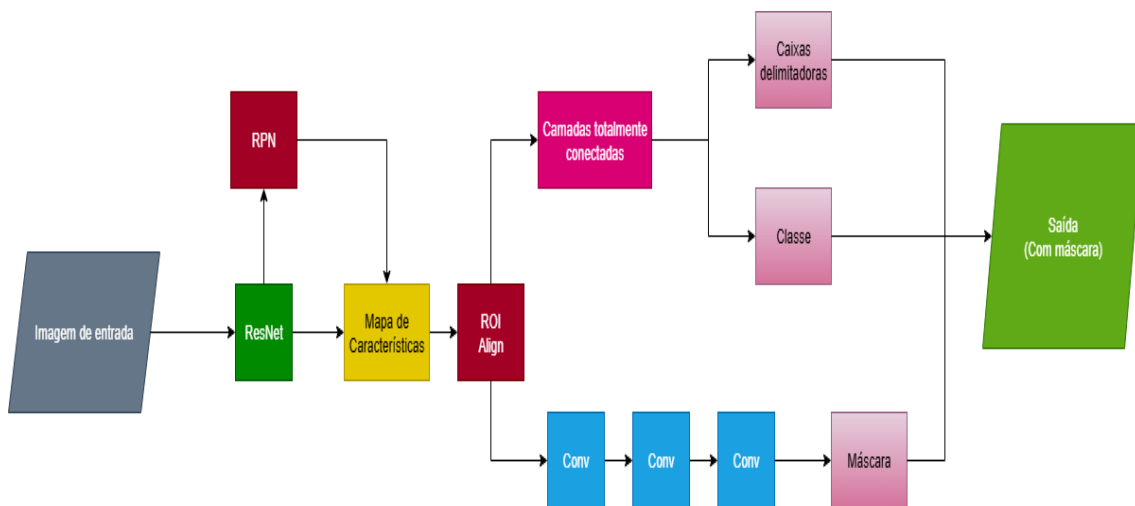 Caixas
delimitadoras
RPN
Camadas totalmente
conectadas
Classe
Saída
(Com máscara)
Imagem de entrada
ResNet
Mapa de
Características
ROI
Align
Conv
Conv
Conv
Máscara